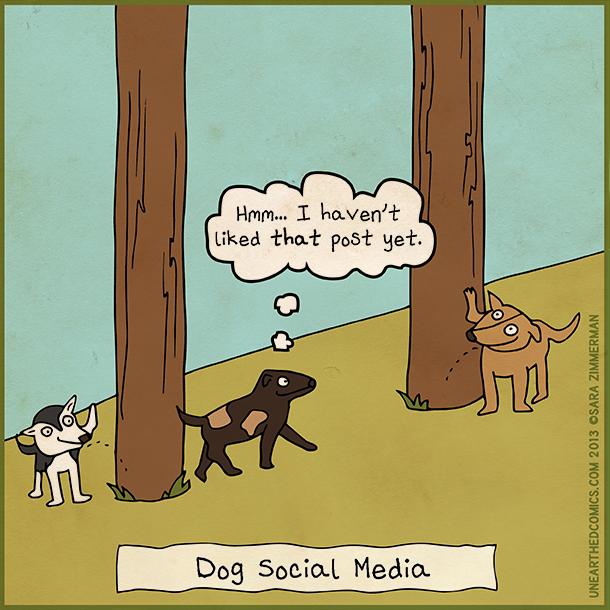 Hmm... I haven't
liked that post yet.
Dog Social Media
UNEARTHEDCOMICS.COM 2013 ©SARA ZIMMERMAN